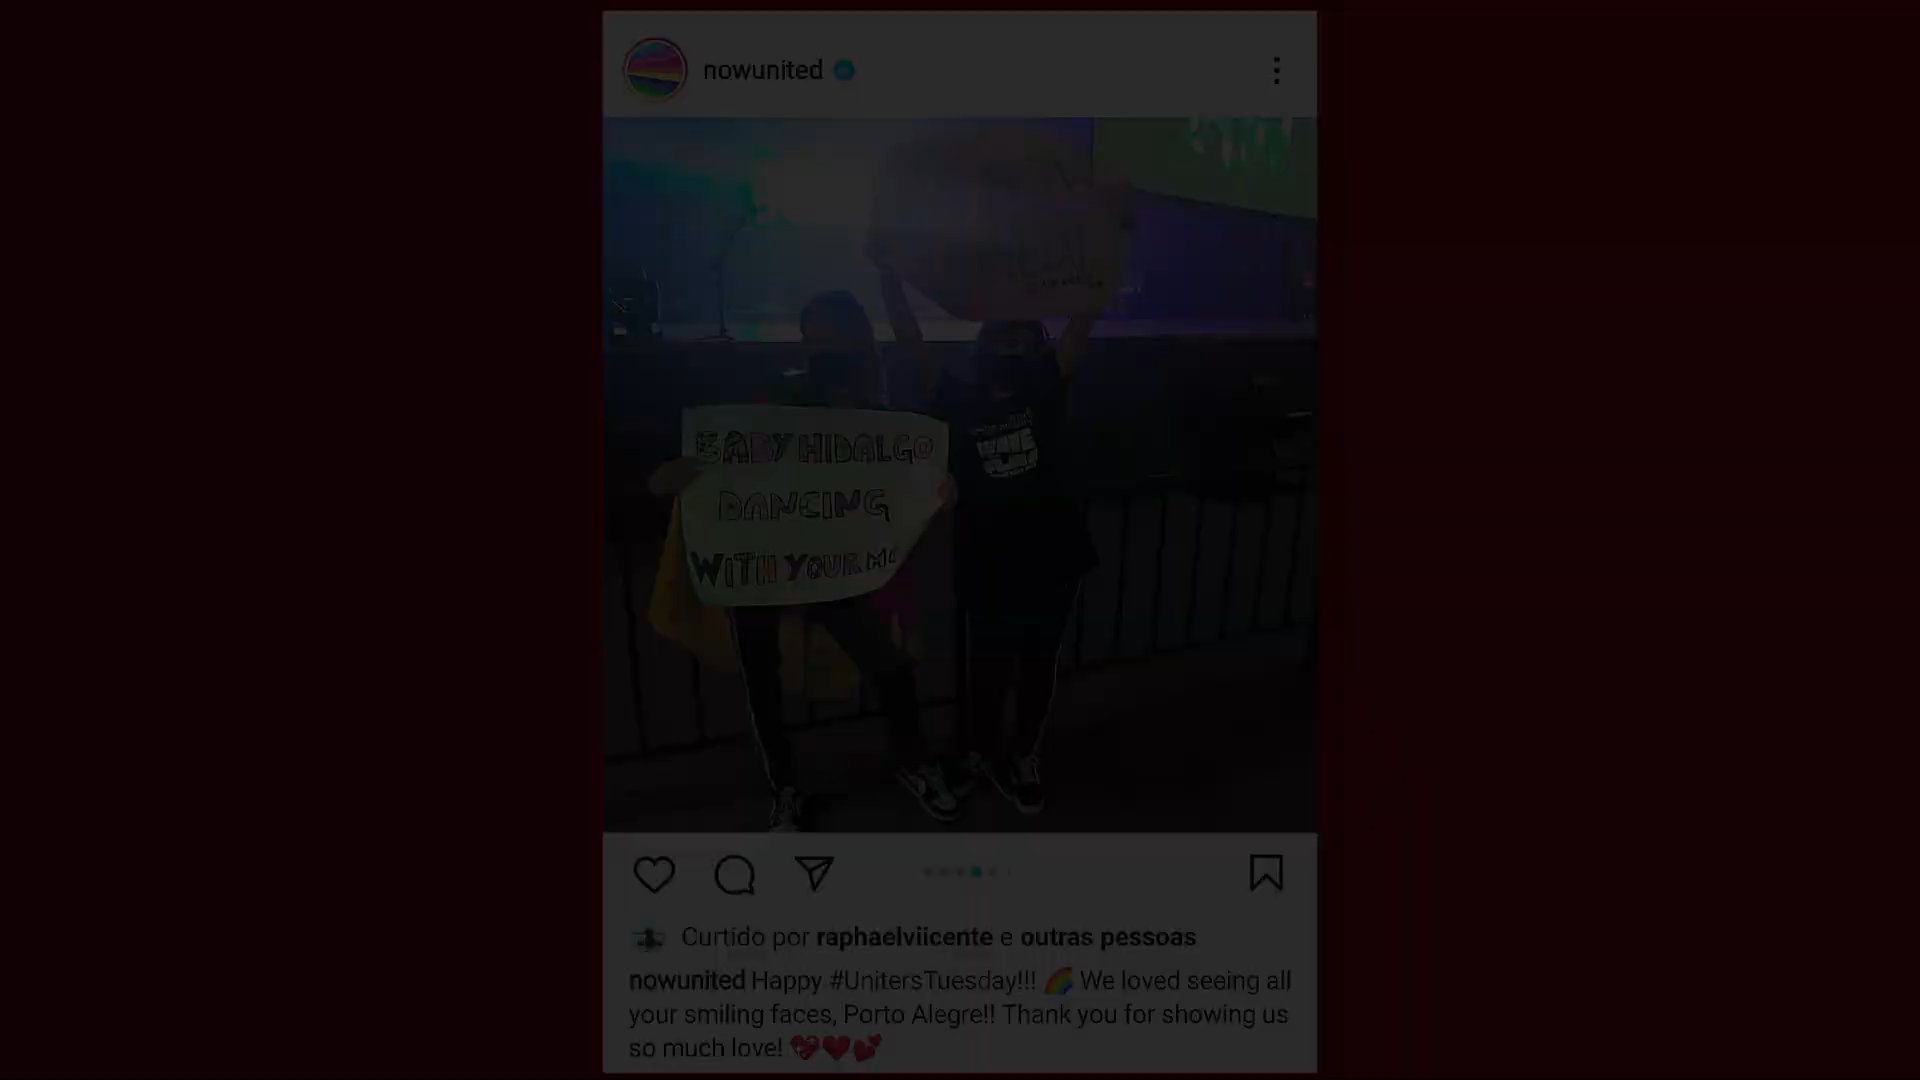 nowunited
BABY HIDALGO
DANCING
WITH YOUR
Curtido por raphaelviicente e outras pessoas
nowunited Happy #UnitersTuesday!!! 🌈 We loved seeing all
your smiling faces, Porto Alegre!! Thank you for showing us
so much love! 💖❤️💕